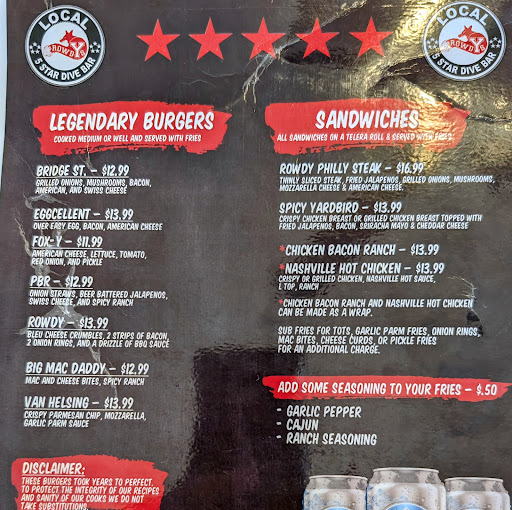 LOCAL
ROWDY'S
5 STAR DIVE BAR
LOCAL
ROWDY'S
5 STAR DIVE BAR
LEGENDARY BURGERS
COOKED MEDIUM OR WELL AND SERVED WITH FRIES
BRIDGE ST. – $12.99
GRILLED ONIONS, MUSHROOMS, BACON,
AMERICAN, AND SWISS CHEESE
EGGCELLENT – $13.99
OVER EASY EGG, BACON, AMERICAN CHEESE
FOX-Y – $11.99
AMERICAN CHEESE, LETTUCE, TOMATO,
RED ONION, AND PICKLE
PBR – $12.99
ONION STRAWS, BEER BATTERED JALAPENOS,
SWISS CHEESE, AND SPICY RANCH
ROWDY – $13.99
BLEU CHEESE CRUMBLES, 2 STRIPS OF BACON,
2 ONION RINGS, AND A DRIZZLE OF BBQ SAUCE
BIG MAC DADDY – $12.99
MAC AND CHEESE BITES, SPICY RANCH
VAN HELSING – $13.99
CRISPY PARMESAN CHIP, MOZZARELLA,
GARLIC PARM SAUCE
DISCLAIMER:
THESE BURGERS TOOK YEARS TO PERFECT.
TO PROTECT THE INTEGRITY OF OUR RECIPES
AND SANITY OF OUR COOKS WE DO NOT
TAKE SUBSTITUTIONS.
SANDWICHES
ALL SANDWICHES ON A TELERA ROLL & SERVED WITH FRIES
ROWDY PHILLY STEAK – $16.99
THINLY SLICED STEAK, FRIED JALAPENOS, GRILLED ONIONS, MUSHROOMS,
MOZZARELLA CHEESE & AMERICAN CHEESE.
SPICY YARDBIRD – $13.99
CRISPY CHICKEN BREAST OR GRILLED CHICKEN BREAST TOPPED WITH
FRIED JALAPENOS, BACON, SRIRACHA MAYO & CHEDDAR CHEESE
*CHICKEN BACON RANCH – $13.99
*NASHVILLE HOT CHICKEN – $13.99
CRISPY OR GRILLED CHICKEN, NASHVILLE HOT SAUCE,
L TOP, RANCH
*CHICKEN BACON RANCH AND NASHVILLE HOT CHICKEN
CAN BE MADE AS A WRAP.
SUB FRIES FOR TOTS, GARLIC PARM FRIES, ONION RINGS,
MAC BITES, CHEESE CURDS, OR PICKLE FRIES
FOR AN ADDITIONAL CHARGE.
ADD SOME SEASONING TO YOUR FRIES – $.50
- GARLIC PEPPER
- CAJUN
- RANCH SEASONING